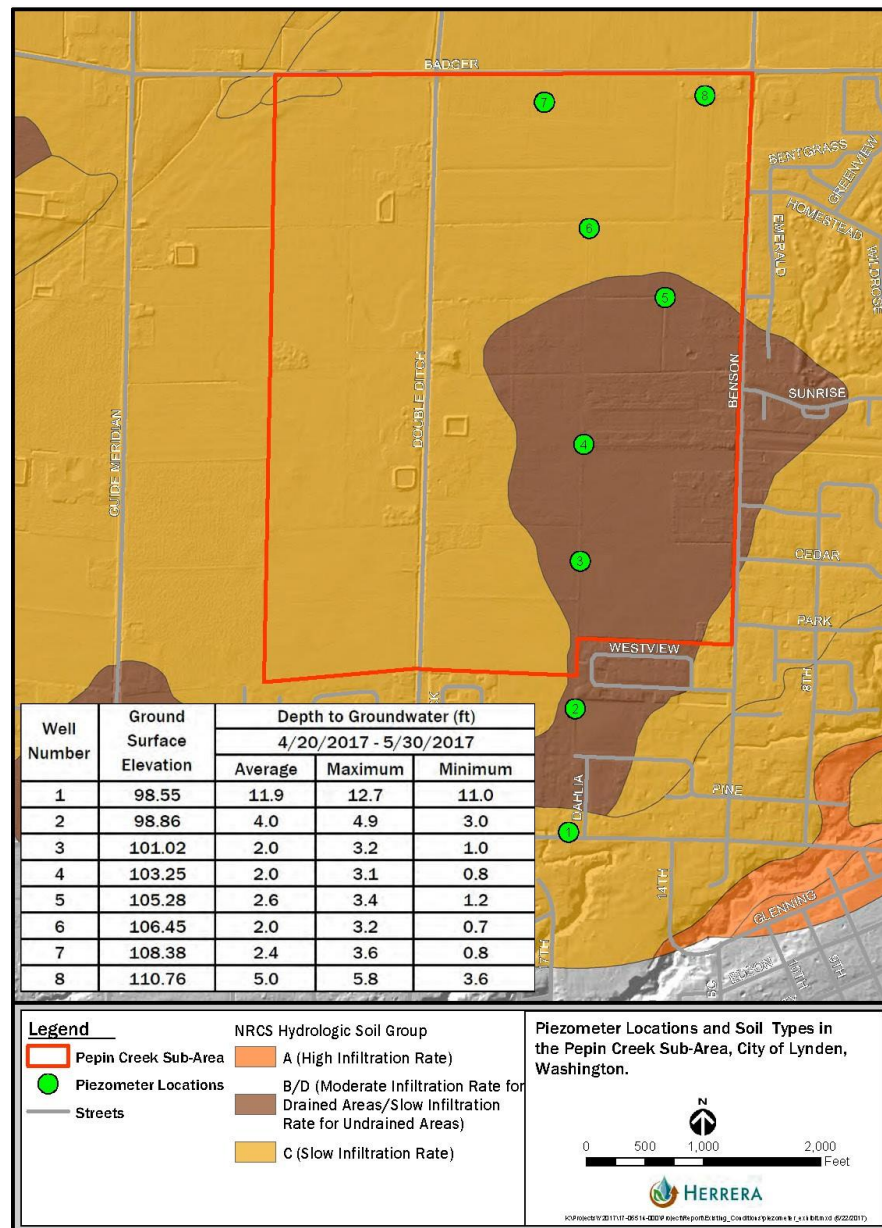 BADGER
BENTGRASS
GREENVIEW
HOMESTEAD
EMERALD
WILDROSE
7
8
6
5
4
3
2
1
GUIDE MERIDIAN
DOUBLE DITCH
BENSON
SUNRISE
CEDAR
PARK
WESTVIEW
8TH
PINE
DAHLIA
14TH
17TH
GLENNING
EDSON
10TH
9TH
Well Number Ground Surface Elevation Depth to Groundwater (ft)
4/20/2017 - 5/30/2017
Average Maximum Minimum
1 98.55 11.9 12.7 11.0
2 98.86 4.0 4.9 3.0
3 101.02 2.0 3.2 1.0
4 103.25 2.0 3.1 0.8
5 105.28 2.6 3.4 1.2
6 106.45 2.0 3.2 0.7
7 108.38 2.4 3.6 0.8
8 110.76 5.0 5.8 3.6
Legend
Pepin Creek Sub-Area
Piezometer Locations
Streets
NRCS Hydrologic Soil Group
A (High Infiltration Rate)
B/D (Moderate Infiltration Rate for
Drained Areas/Slow Infiltration
Rate for Undrained Areas)
C (Slow Infiltration Rate)
Piezometer Locations and Soil Types in
the Pepin Creek Sub-Area, City of Lynden,
Washington.
N
0 500 1,000 2,000
Feet
HERRERA